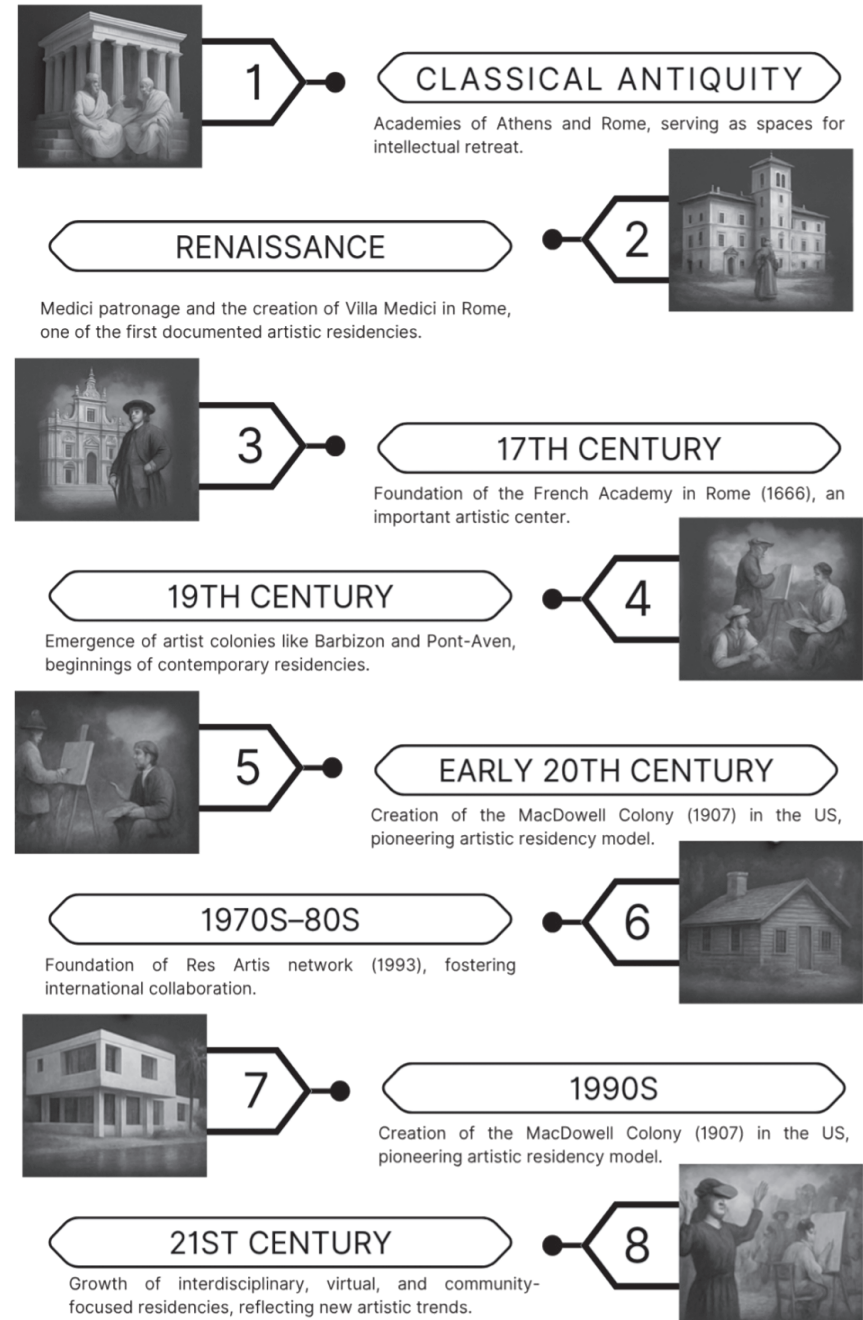 1
CLASSICAL ANTIQUITY
Academies of Athens and Rome, serving as spaces for
intellectual retreat.
2
RENAISSANCE
Medici patronage and the creation of Villa Medici in Rome,
one of the first documented artistic residencies.
3
17TH CENTURY
Foundation of the French Academy in Rome (1666), an
important artistic center.
4
19TH CENTURY
Emergence of artist colonies like Barbizon and Pont-Aven,
beginnings of contemporary residencies.
5
EARLY 20TH CENTURY
Creation of the MacDowell Colony (1907) in the US,
pioneering artistic residency model.
6
1970S–80S
Foundation of Res Artis network (1993), fostering
international collaboration.
7
1990S
Creation of the MacDowell Colony (1907) in the US,
pioneering artistic residency model.
8
21ST CENTURY
Growth of interdisciplinary, virtual, and community-
focused residencies, reflecting new artistic trends.